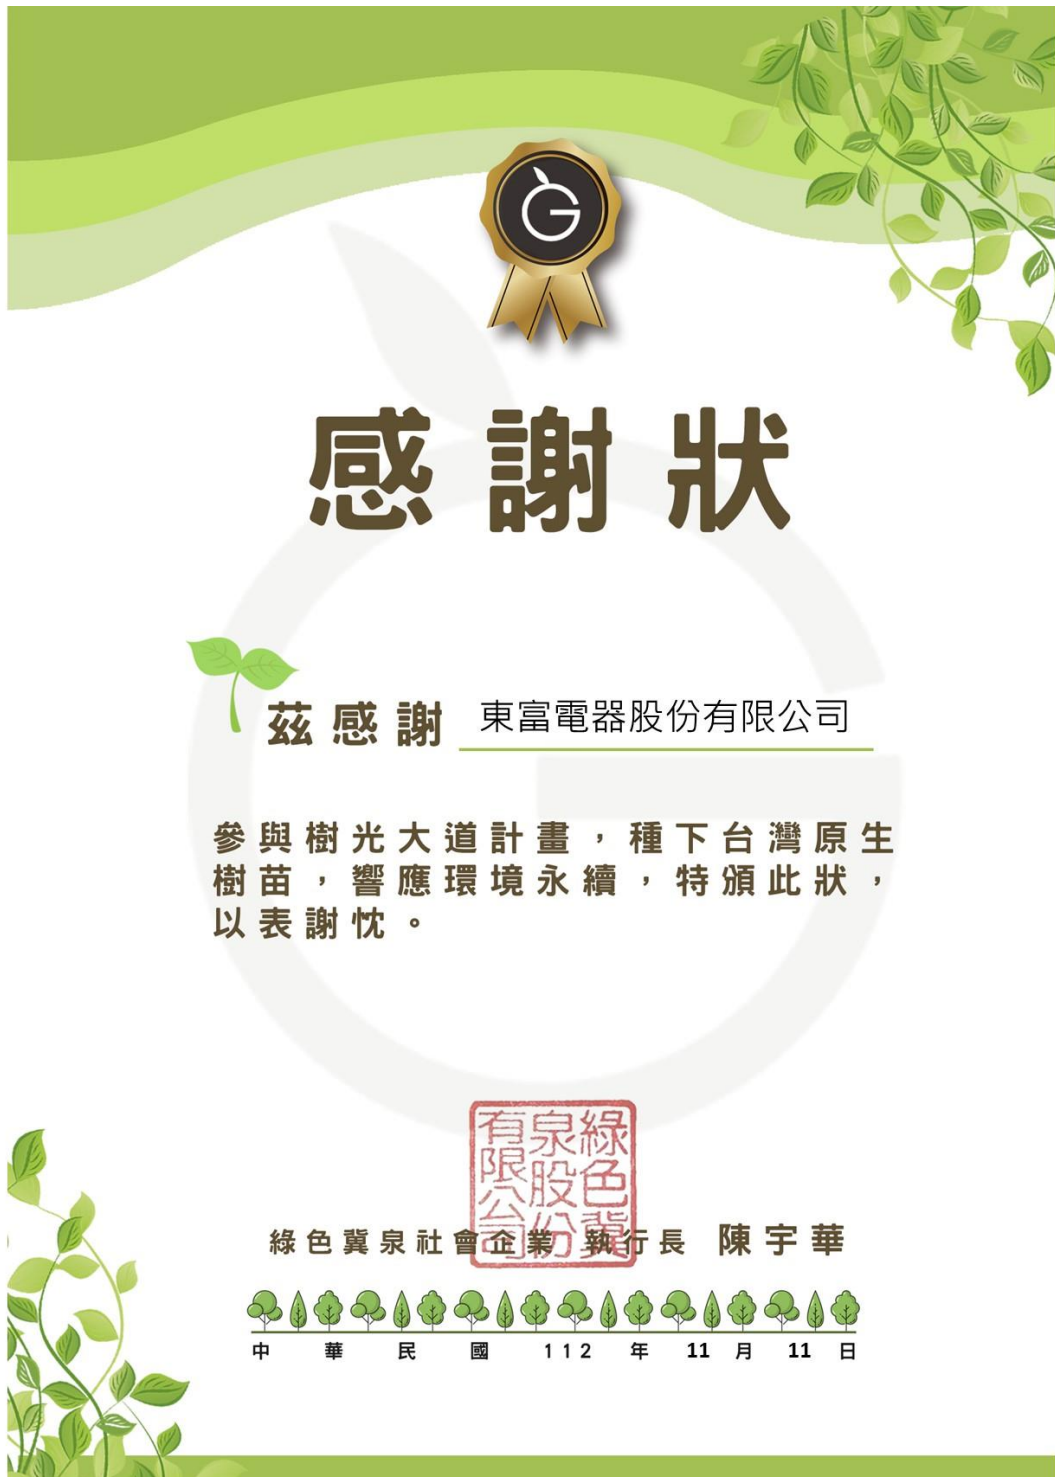 感謝狀
茲感謝 東富電器股份有限公司
參與樹光大道計畫，種下台灣原生
樹苗，響應環境永續，特頒此狀，
以表謝忱。
綠色冀泉股份有限公司
綠色冀泉社會企業 執行長 陳宇華
中華民國 112 年 11 月 11 日